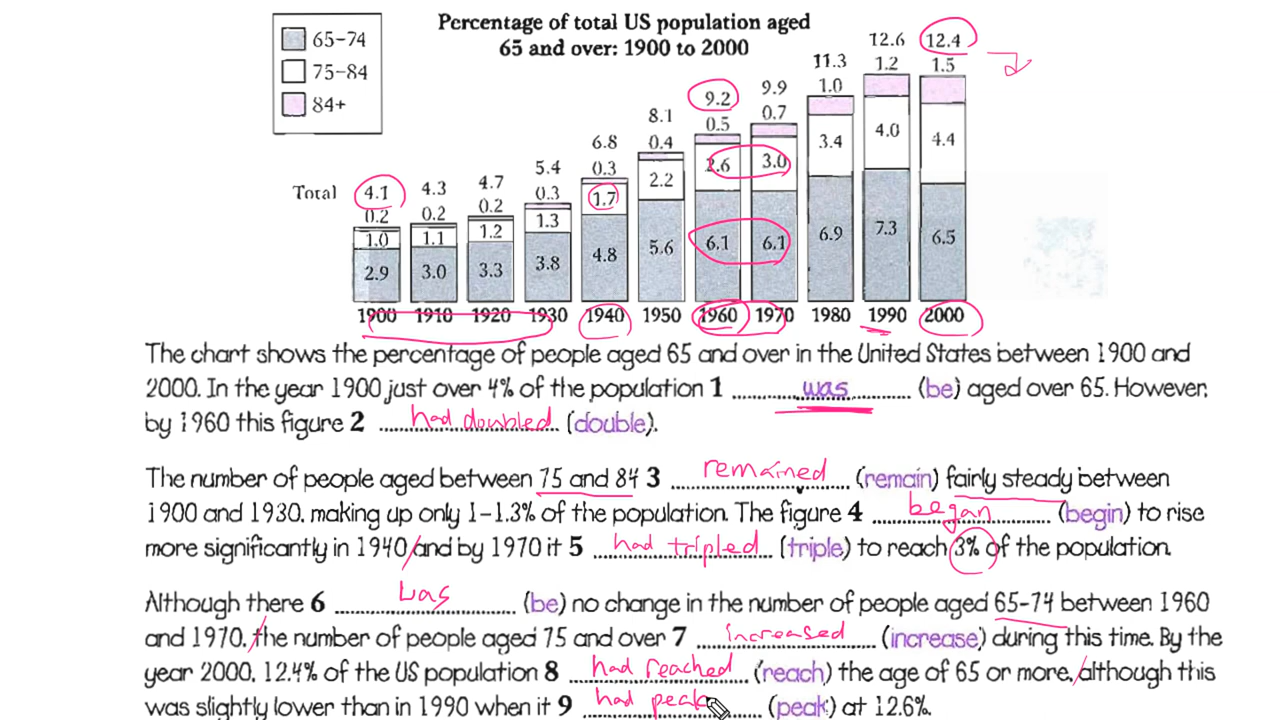 Percentage of total US population aged
65 and over: 1900 to 2000
65–74
75–84
84+
12.6 12.4
11.3 1.2 1.5
9.2 9.9 1.0
8.1 0.5 0.7
6.8 0.4 2.6 3.0 3.4 4.0 4.4
5.4 0.3 2.2
Total 4.1 4.3 4.7 0.3 1.7
0.2 0.2 0.2 1.3
1.0 1.1 1.2
2.9 3.0 3.3 3.8 4.8 5.6 6.1 6.1 6.9 7.3 6.5
1900 1910 1920 1930 1940 1950 1960 1970 1980 1990 2000
The chart shows the percentage of people aged 65 and over in the United States between 1900 and
2000. In the year 1900 just over 4% of the population 1 ........was........ (be) aged over 65. However,
by 1960 this figure 2 ....had doubled.... (double).
The number of people aged between 75 and 84 3 ....remained.... (remain) fairly steady between
1900 and 1930, making up only 1–1.3% of the population. The figure 4 ....began.... (begin) to rise
more significantly in 1940 and by 1970 it 5 ....had tripled.... (triple) to reach 3% of the population.
Although there 6 ....was.... (be) no change in the number of people aged 65-74 between 1960
and 1970, the number of people aged 75 and over 7 ....increased.... (increase) during this time. By the
year 2000, 12.4% of the US population 8 ....had reached.... (reach) the age of 65 or more, although this
was slightly lower than in 1990 when it 9 ....had peak.... (peak) at 12.6%.